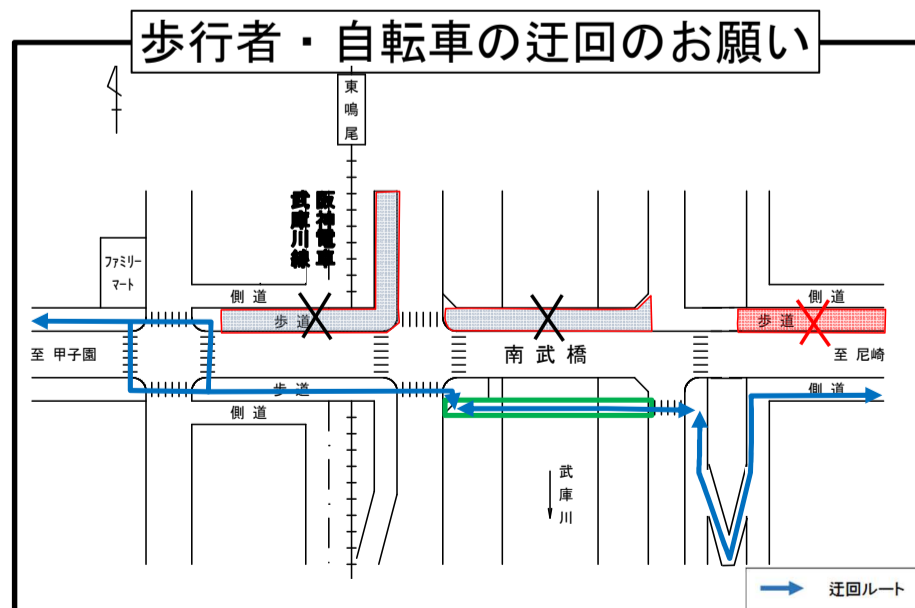 歩行者・自転車の迂回のお願い
東鳴尾
阪神電車
武庫川線
ファミリー
マート
側道
側道
歩道
歩道
至 甲子園
南武橋
至 尼崎
歩道
側道
側道
武庫川
迂回ルート